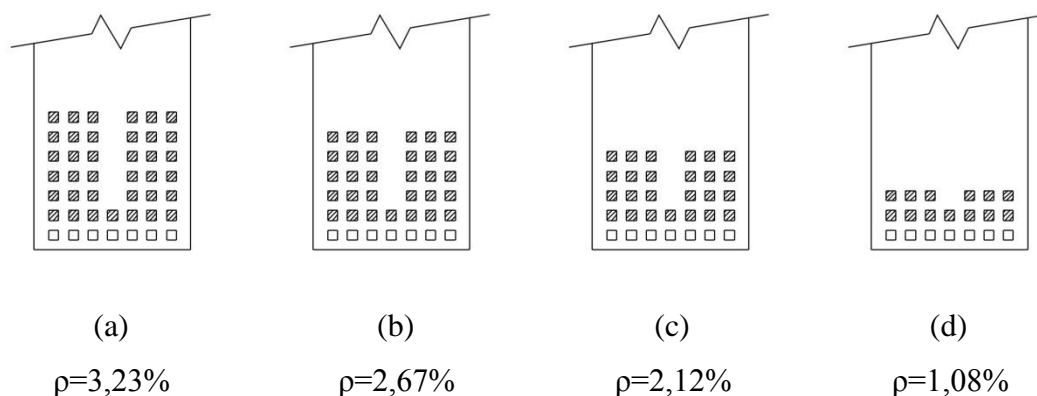 (a) (b) (c) (d)
ρ=3,23% ρ=2,67% ρ=2,12% ρ=1,08%